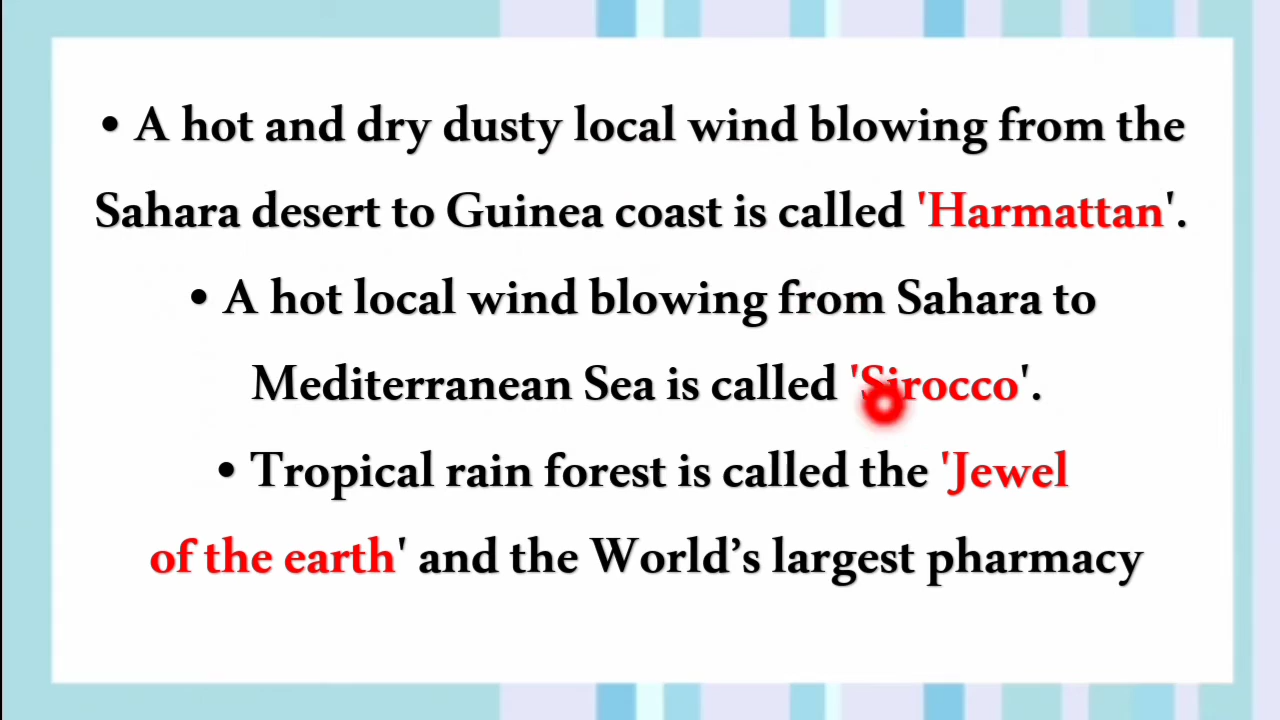 • A hot and dry dusty local wind blowing from the
Sahara desert to Guinea coast is called 'Harmattan'.
• A hot local wind blowing from Sahara to
Mediterranean Sea is called 'Sirocco'.
• Tropical rain forest is called the 'Jewel
of the earth' and the World’s largest pharmacy